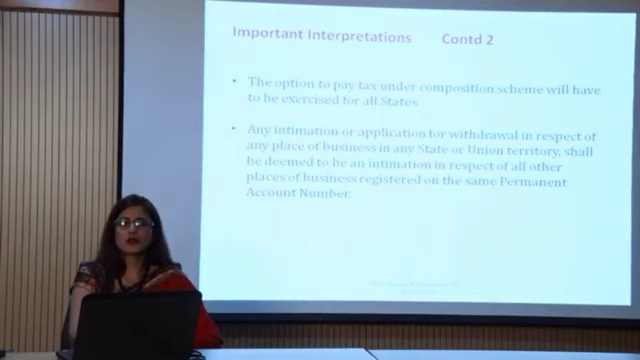 Important Interpretations Contd 2
• The option to pay tax under composition scheme will have
to be exercised for all States
• Any intimation or application for withdrawal in respect of
any place of business in any State or Union territory, shall
be deemed to be an intimation in respect of all other
places of business registered on the same Permanent
Account Number.